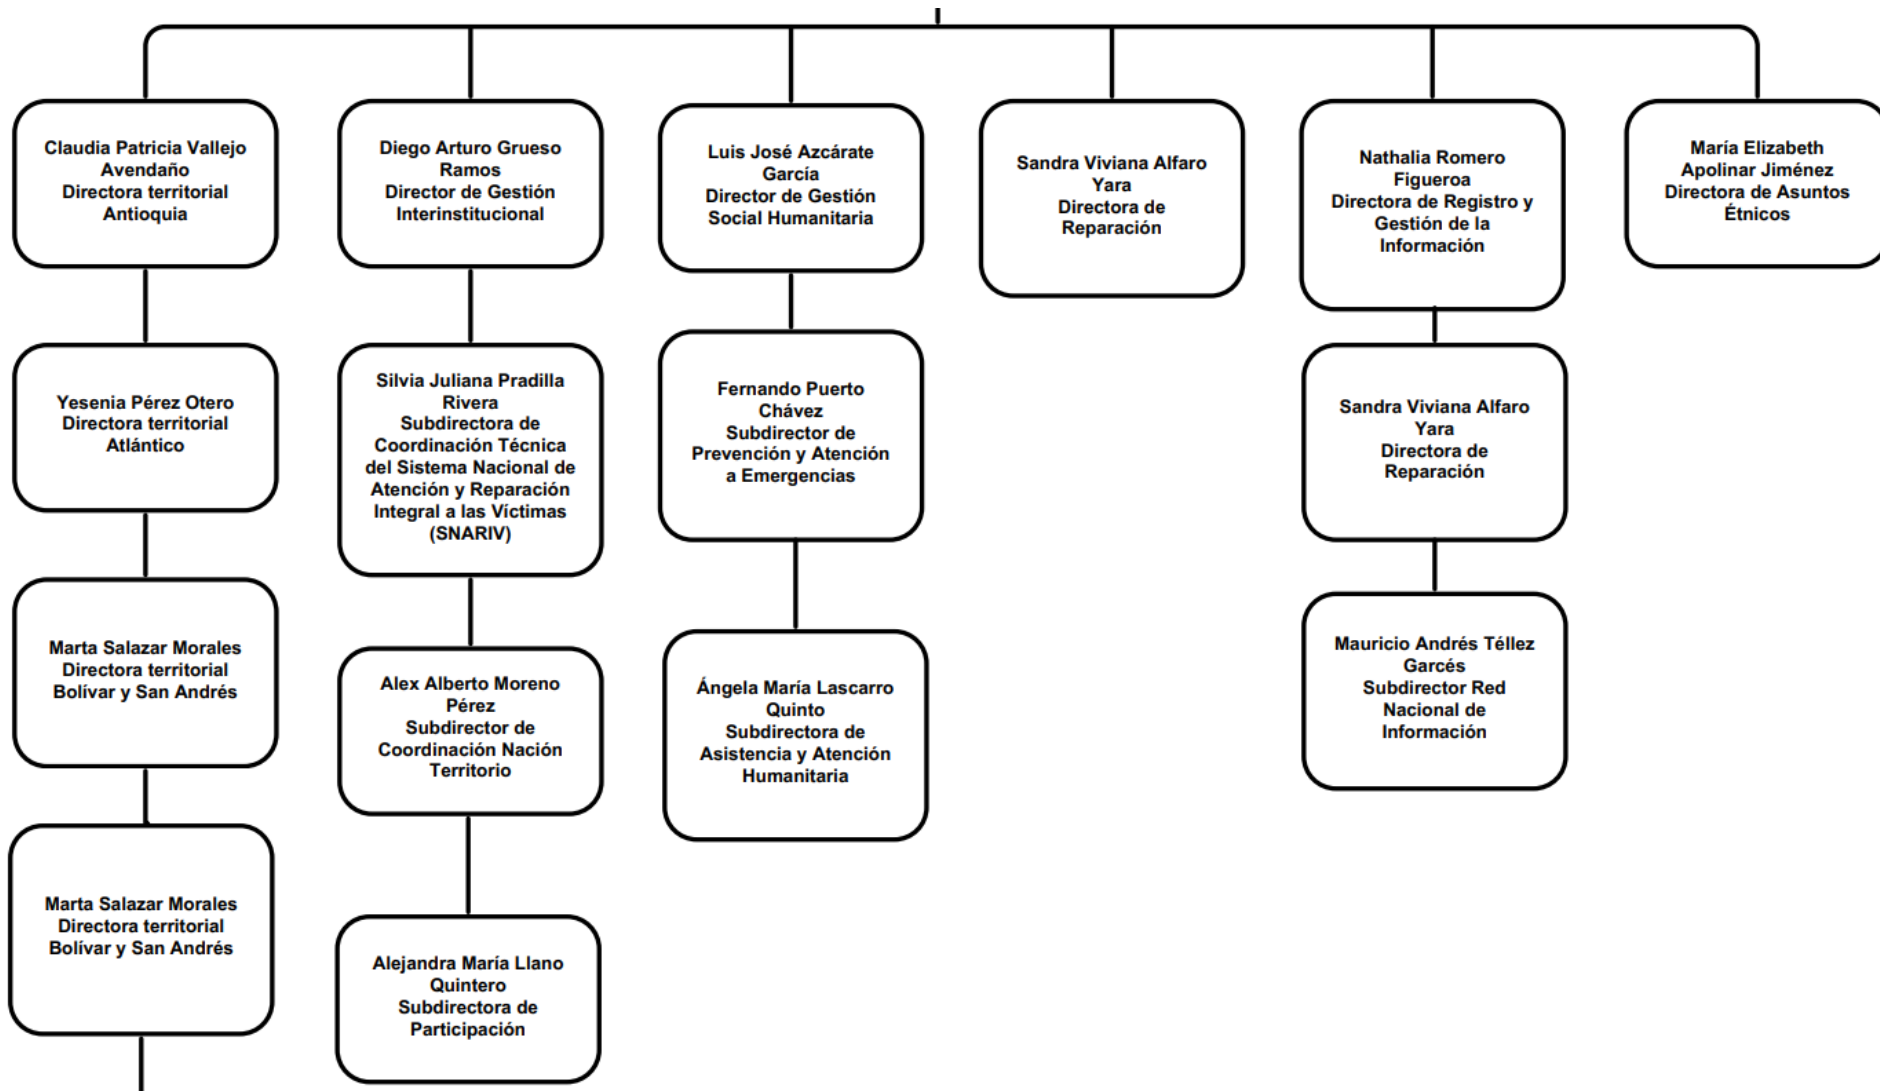 Claudia Patricia Vallejo
Avendaño
Directora territorial
Antioquia
Diego Arturo Grueso
Ramos
Director de Gestión
Interinstitucional
Luis José Azcárate
García
Director de Gestión
Social Humanitaria
Sandra Viviana Alfaro
Yara
Directora de
Reparación
Nathalia Romero
Figueroa
Directora de Registro y
Gestión de la
Información
María Elizabeth
Apolinar Jiménez
Directora de Asuntos
Étnicos
Yesenia Pérez Otero
Directora territorial
Atlántico
Silvia Juliana Pradilla
Rivera
Subdirectora de
Coordinación Técnica
del Sistema Nacional de
Atención y Reparación
Integral a las Víctimas
(SNARIV)
Fernando Puerto
Chávez
Subdirector de
Prevención y Atención
a Emergencias
Sandra Viviana Alfaro
Yara
Directora de
Reparación
Marta Salazar Morales
Directora territorial
Bolívar y San Andrés
Alex Alberto Moreno
Pérez
Subdirector de
Coordinación Nación
Territorio
Ángela María Lascarro
Quinto
Subdirectora de
Asistencia y Atención
Humanitaria
Mauricio Andrés Téllez
Garcés
Subdirector Red
Nacional de
Información
Marta Salazar Morales
Directora territorial
Bolívar y San Andrés
Alejandra María Llano
Quintero
Subdirectora de
Participación